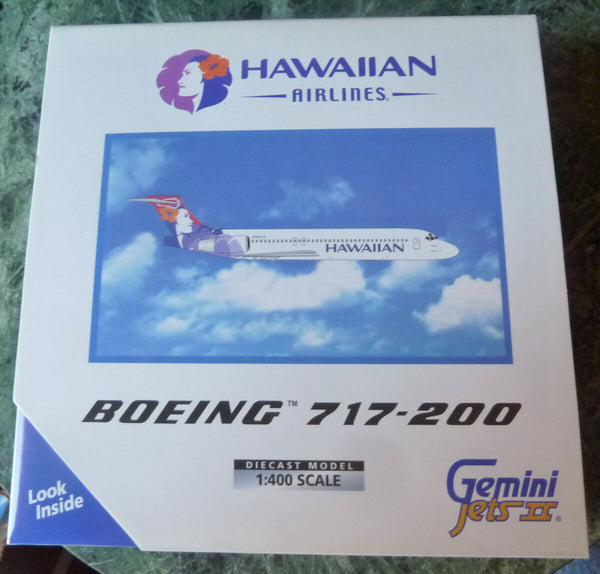 HAWAIIAN
AIRLINES®
HAWAIIAN
BOEING™ 717-200
DIECAST MODEL
1:400 SCALE
Look
Inside
Gemini
Jets II®